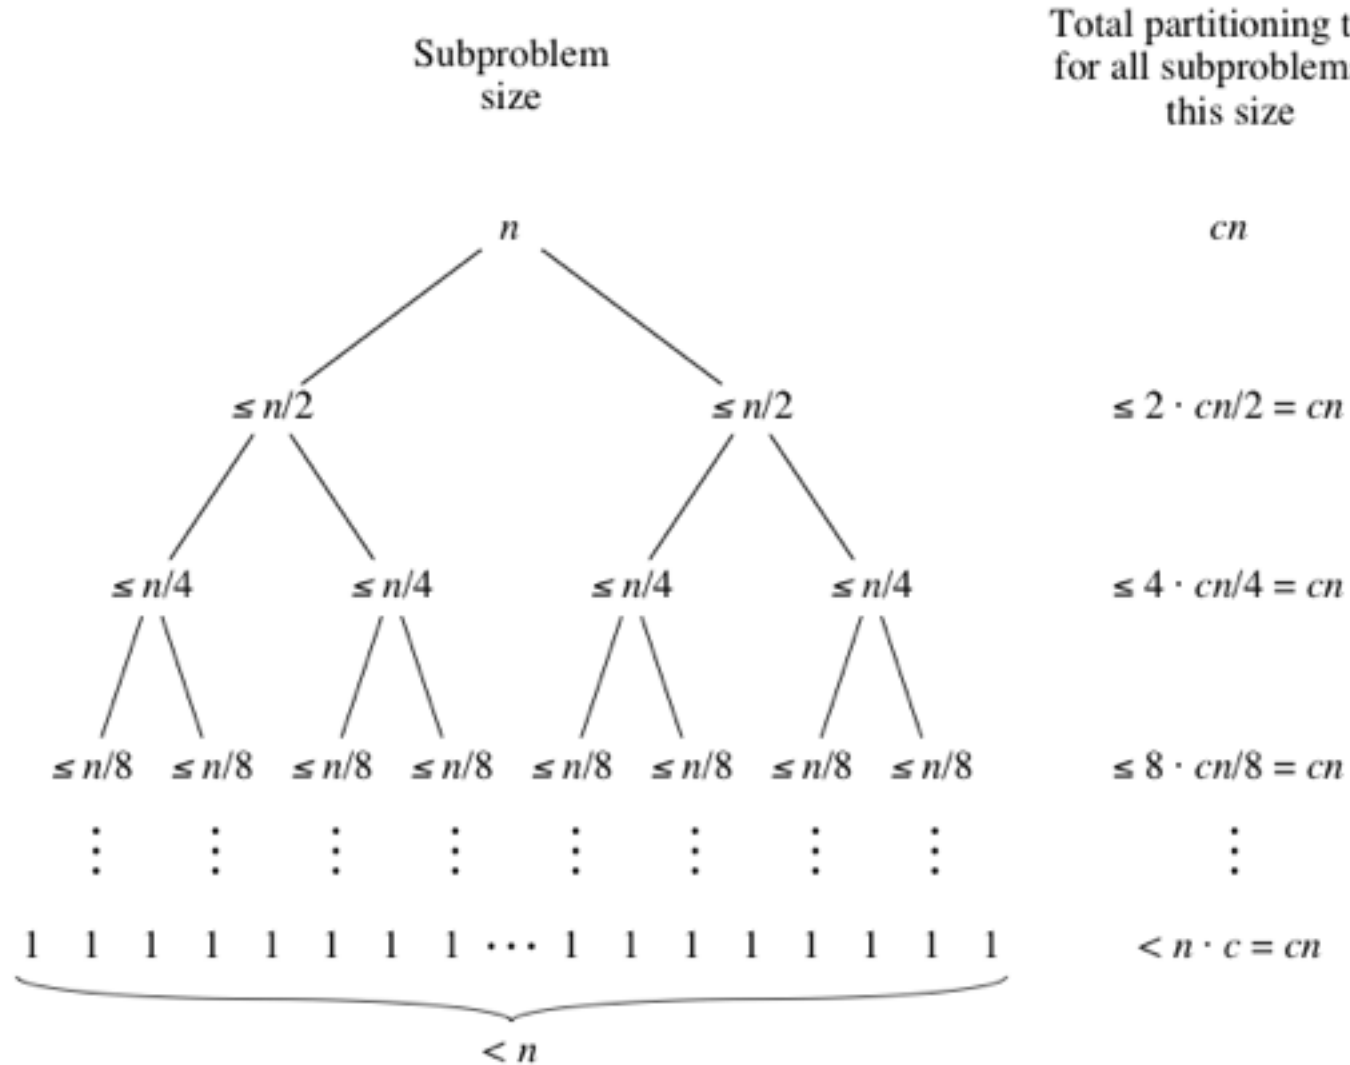 Subproblem
size
Total partitioning t
for all subproblem
this size
n
cn
≤ n/2 ≤ n/2
≤ 2 · cn/2 = cn
≤ n/4 ≤ n/4 ≤ n/4 ≤ n/4
≤ 4 · cn/4 = cn
≤ n/8 ≤ n/8 ≤ n/8 ≤ n/8 ≤ n/8 ≤ n/8 ≤ n/8 ≤ n/8
≤ 8 · cn/8 = cn
1 1 1 1 1 1 1 1 ··· 1 1 1 1 1 1 1 1
< n · c = cn
< n